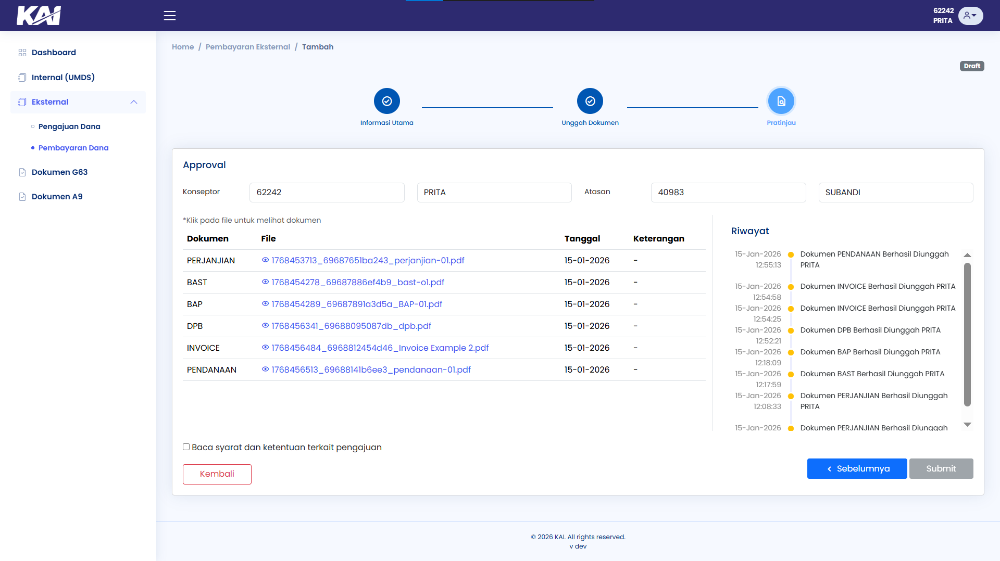 KAI
62242
PRITA
Dashboard
Internal (UMDS)
Eksternal
Pengajuan Dana
Pembayaran Dana
Dokumen G63
Dokumen A9
Home / Pembayaran Eksternal / Tambah
Draft
Informasi Utama
Unggah Dokumen
Pratinjau
Approval
Konseptor 62242 PRITA Atasan 40983 SUBANDI
*Klik pada file untuk melihat dokumen
Dokumen File Tanggal Keterangan
PERJANJIAN 1768453713_69687651ba243_perjanjian-01.pdf 15-01-2026 -
BAST 1768454278_69687886ef4b9_bast-o1.pdf 15-01-2026 -
BAP 1768454289_69687891a3d5a_BAP-01.pdf 15-01-2026 -
DPB 1768456341_69688095087db_dpb.pdf 15-01-2026 -
INVOICE 1768456484_6968812454d46_Invoice Example 2.pdf 15-01-2026 -
PENDANAAN 1768456513_69688141b6ee3_pendanaan-01.pdf 15-01-2026 -
Riwayat
15-Jan-2026 Dokumen PENDANAAN Berhasil Diunggah
12:55:13 PRITA
15-Jan-2026 Dokumen INVOICE Berhasil Diunggah PRITA
12:54:58
15-Jan-2026 Dokumen INVOICE Berhasil Diunggah PRITA
12:54:25
15-Jan-2026 Dokumen DPB Berhasil Diunggah PRITA
12:52:21
15-Jan-2026 Dokumen BAP Berhasil Diunggah PRITA
12:18:09
15-Jan-2026 Dokumen BAST Berhasil Diunggah PRITA
12:17:59
15-Jan-2026 Dokumen PERJANJIAN Berhasil Diunggah
12:08:33 PRITA
15-Jan-2026 Dokumen PERJANJIAN Berhasil Diunggah
Baca syarat dan ketentuan terkait pengajuan
Kembali
Sebelumnya
Submit
© 2026 KAI. All rights reserved.
v dev